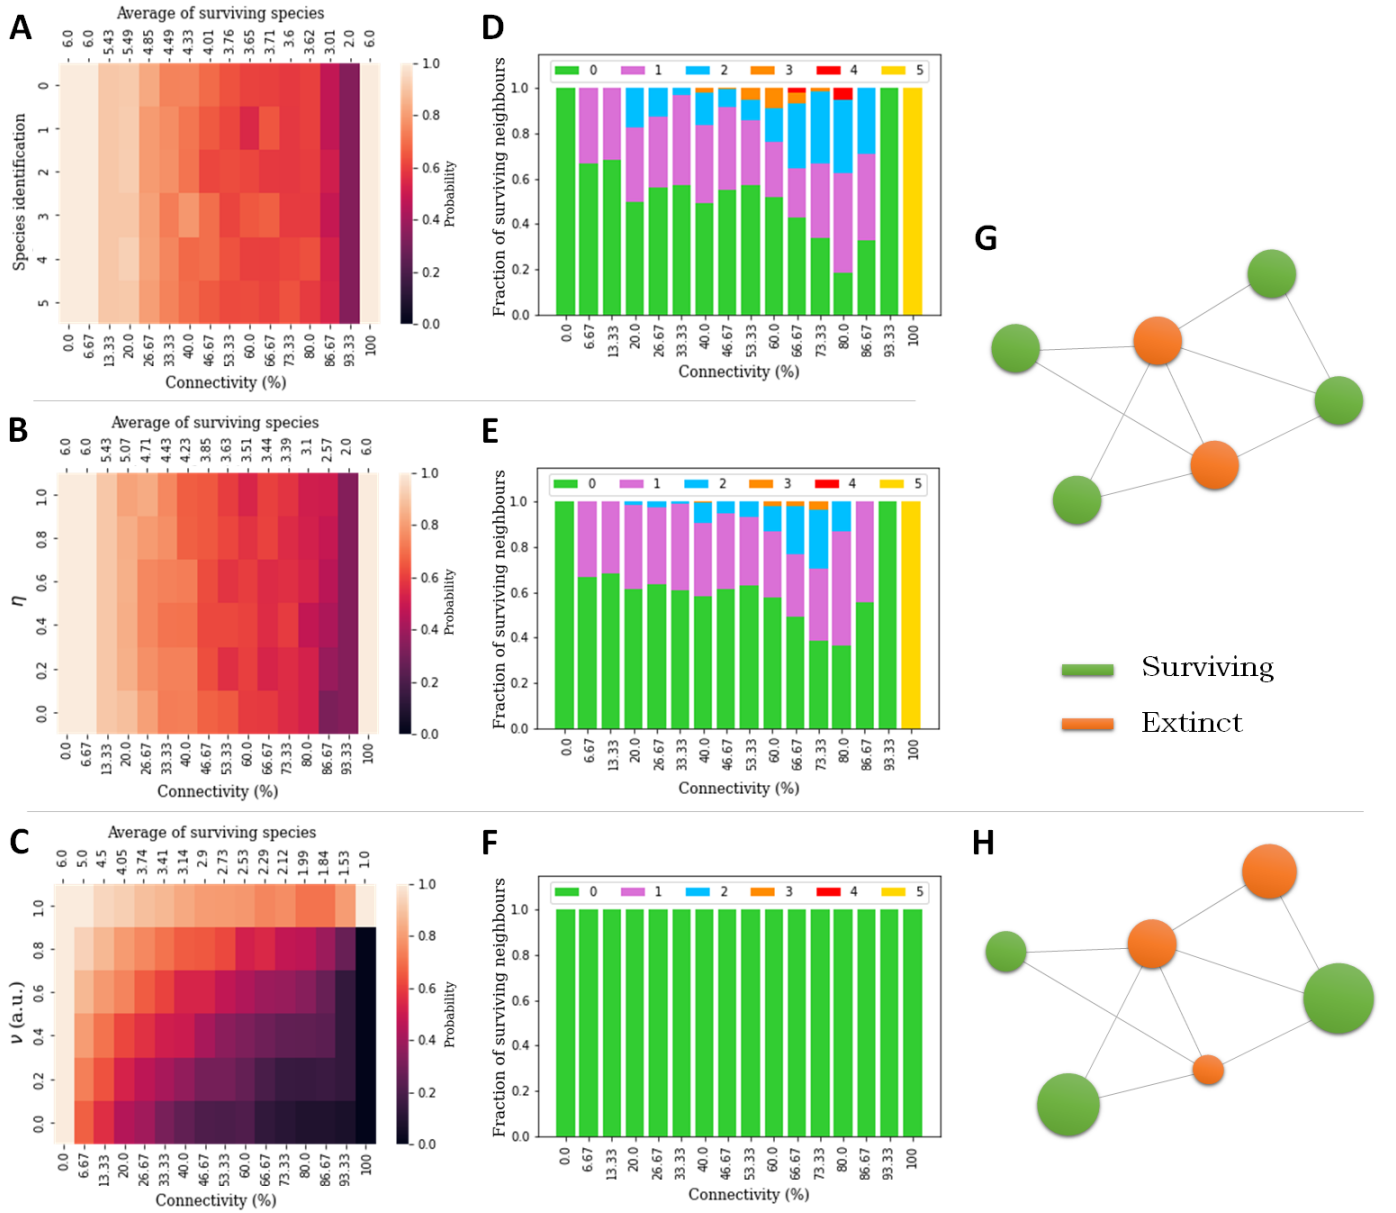 A
Average of surviving species
6.0 6.0 5.43 5.49 4.85 4.49 4.33 4.01 3.76 3.65 3.71 3.6 3.62 3.01 2.0 6.0
Species identification
0
1
2
3
4
5
0.0 6.67 13.33 20.0 26.67 33.33 40.0 46.67 53.33 60.0 66.67 73.33 80.0 86.67 93.33 100
Connectivity (%)
1.0
0.8
0.6
0.4
0.2
0.0
Probability
D
Fraction of surviving neighbours
0 1 2 3 4 5
1.0
0.8
0.6
0.4
0.2
0.0
0.0 6.67 13.33 20.0 26.67 33.33 40.0 46.67 53.33 60.0 66.67 73.33 80.0 86.67 93.33 100
Connectivity (%)
B
Average of surviving species
6.0 6.0 5.43 5.07 4.71 4.43 4.23 3.85 3.63 3.51 3.44 3.39 3.1 2.57 2.0 6.0
η
1.0
0.8
0.6
0.4
0.2
0.0
0.0 6.67 13.33 20.0 26.67 33.33 40.0 46.67 53.33 60.0 66.67 73.33 80.0 86.67 93.33 100
Connectivity (%)
1.0
0.8
0.6
0.4
0.2
0.0
Probability
E
Fraction of surviving neighbours
0 1 2 3 4 5
1.0
0.8
0.6
0.4
0.2
0.0
0.0 6.67 13.33 20.0 26.67 33.33 40.0 46.67 53.33 60.0 66.67 73.33 80.0 86.67 93.33 100
Connectivity (%)
G
Surviving
Extinct
C
Average of surviving species
6.0 5.0 4.5 4.05 3.74 3.41 3.14 2.9 2.73 2.53 2.29 2.12 1.99 1.84 1.53 1.0
ν (a.u.)
1.0
0.8
0.6
0.4
0.2
0.0
0.0 6.67 13.33 20.0 26.67 33.33 40.0 46.67 53.33 60.0 66.67 73.33 80.0 86.67 93.33 100
Connectivity (%)
1.0
0.8
0.6
0.4
0.2
0.0
Probability
F
Fraction of surviving neighbours
0 1 2 3 4 5
1.0
0.8
0.6
0.4
0.2
0.0
0.0 6.67 13.33 20.0 26.67 33.33 40.0 46.67 53.33 60.0 66.67 73.33 80.0 86.67 93.33 100
Connectivity (%)
H